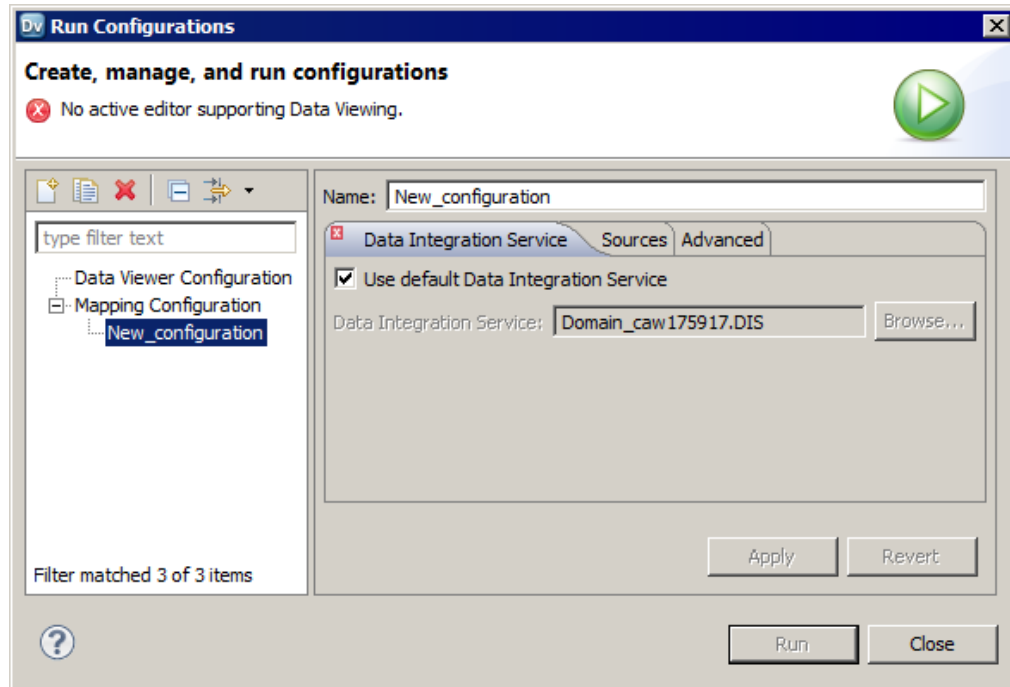 Dv Run Configurations
Create, manage, and run configurations
No active editor supporting Data Viewing.
Name: New_configuration
type filter text
Data Integration Service Sources Advanced
Data Viewer Configuration
Mapping Configuration
New_configuration
Use default Data Integration Service
Data Integration Service: Domain_caw175917.DIS Browse...
Apply Revert
Filter matched 3 of 3 items
? Run Close